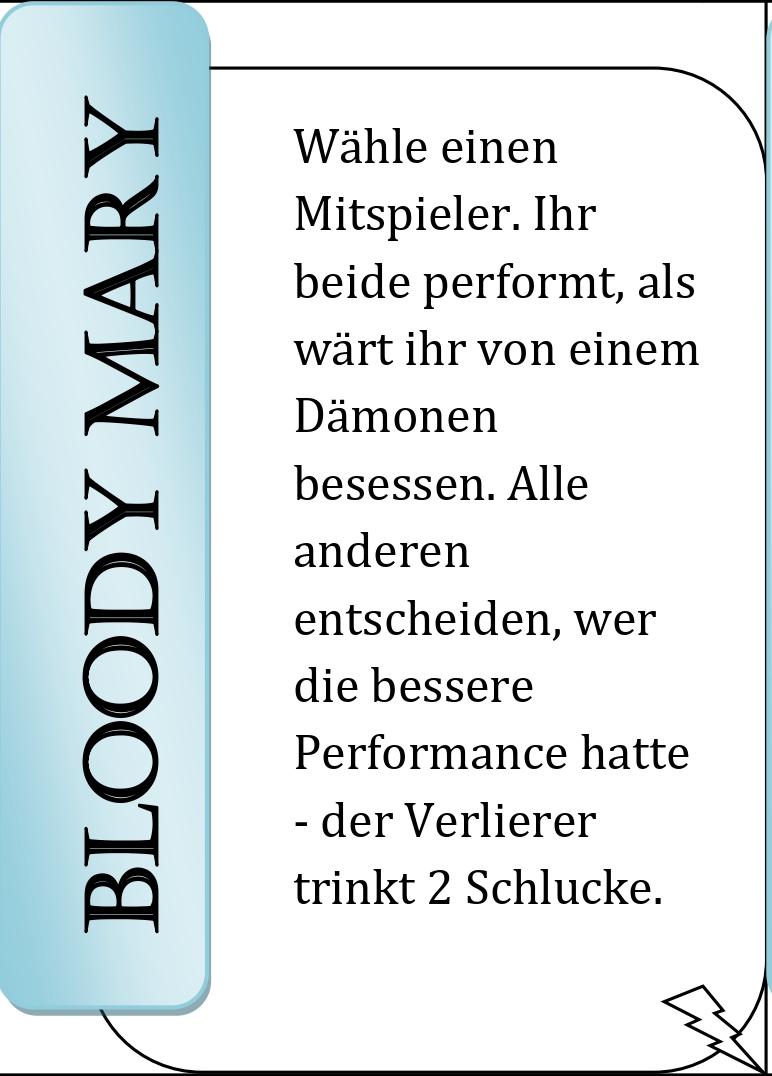 BLOODY MARY
Wähle einen
Mitspieler. Ihr
beide performt, als
wärt ihr von einem
Dämonen
besessen. Alle
anderen
entscheiden, wer
die bessere
Performance hatte
- der Verlierer
trinkt 2 Schlucke.